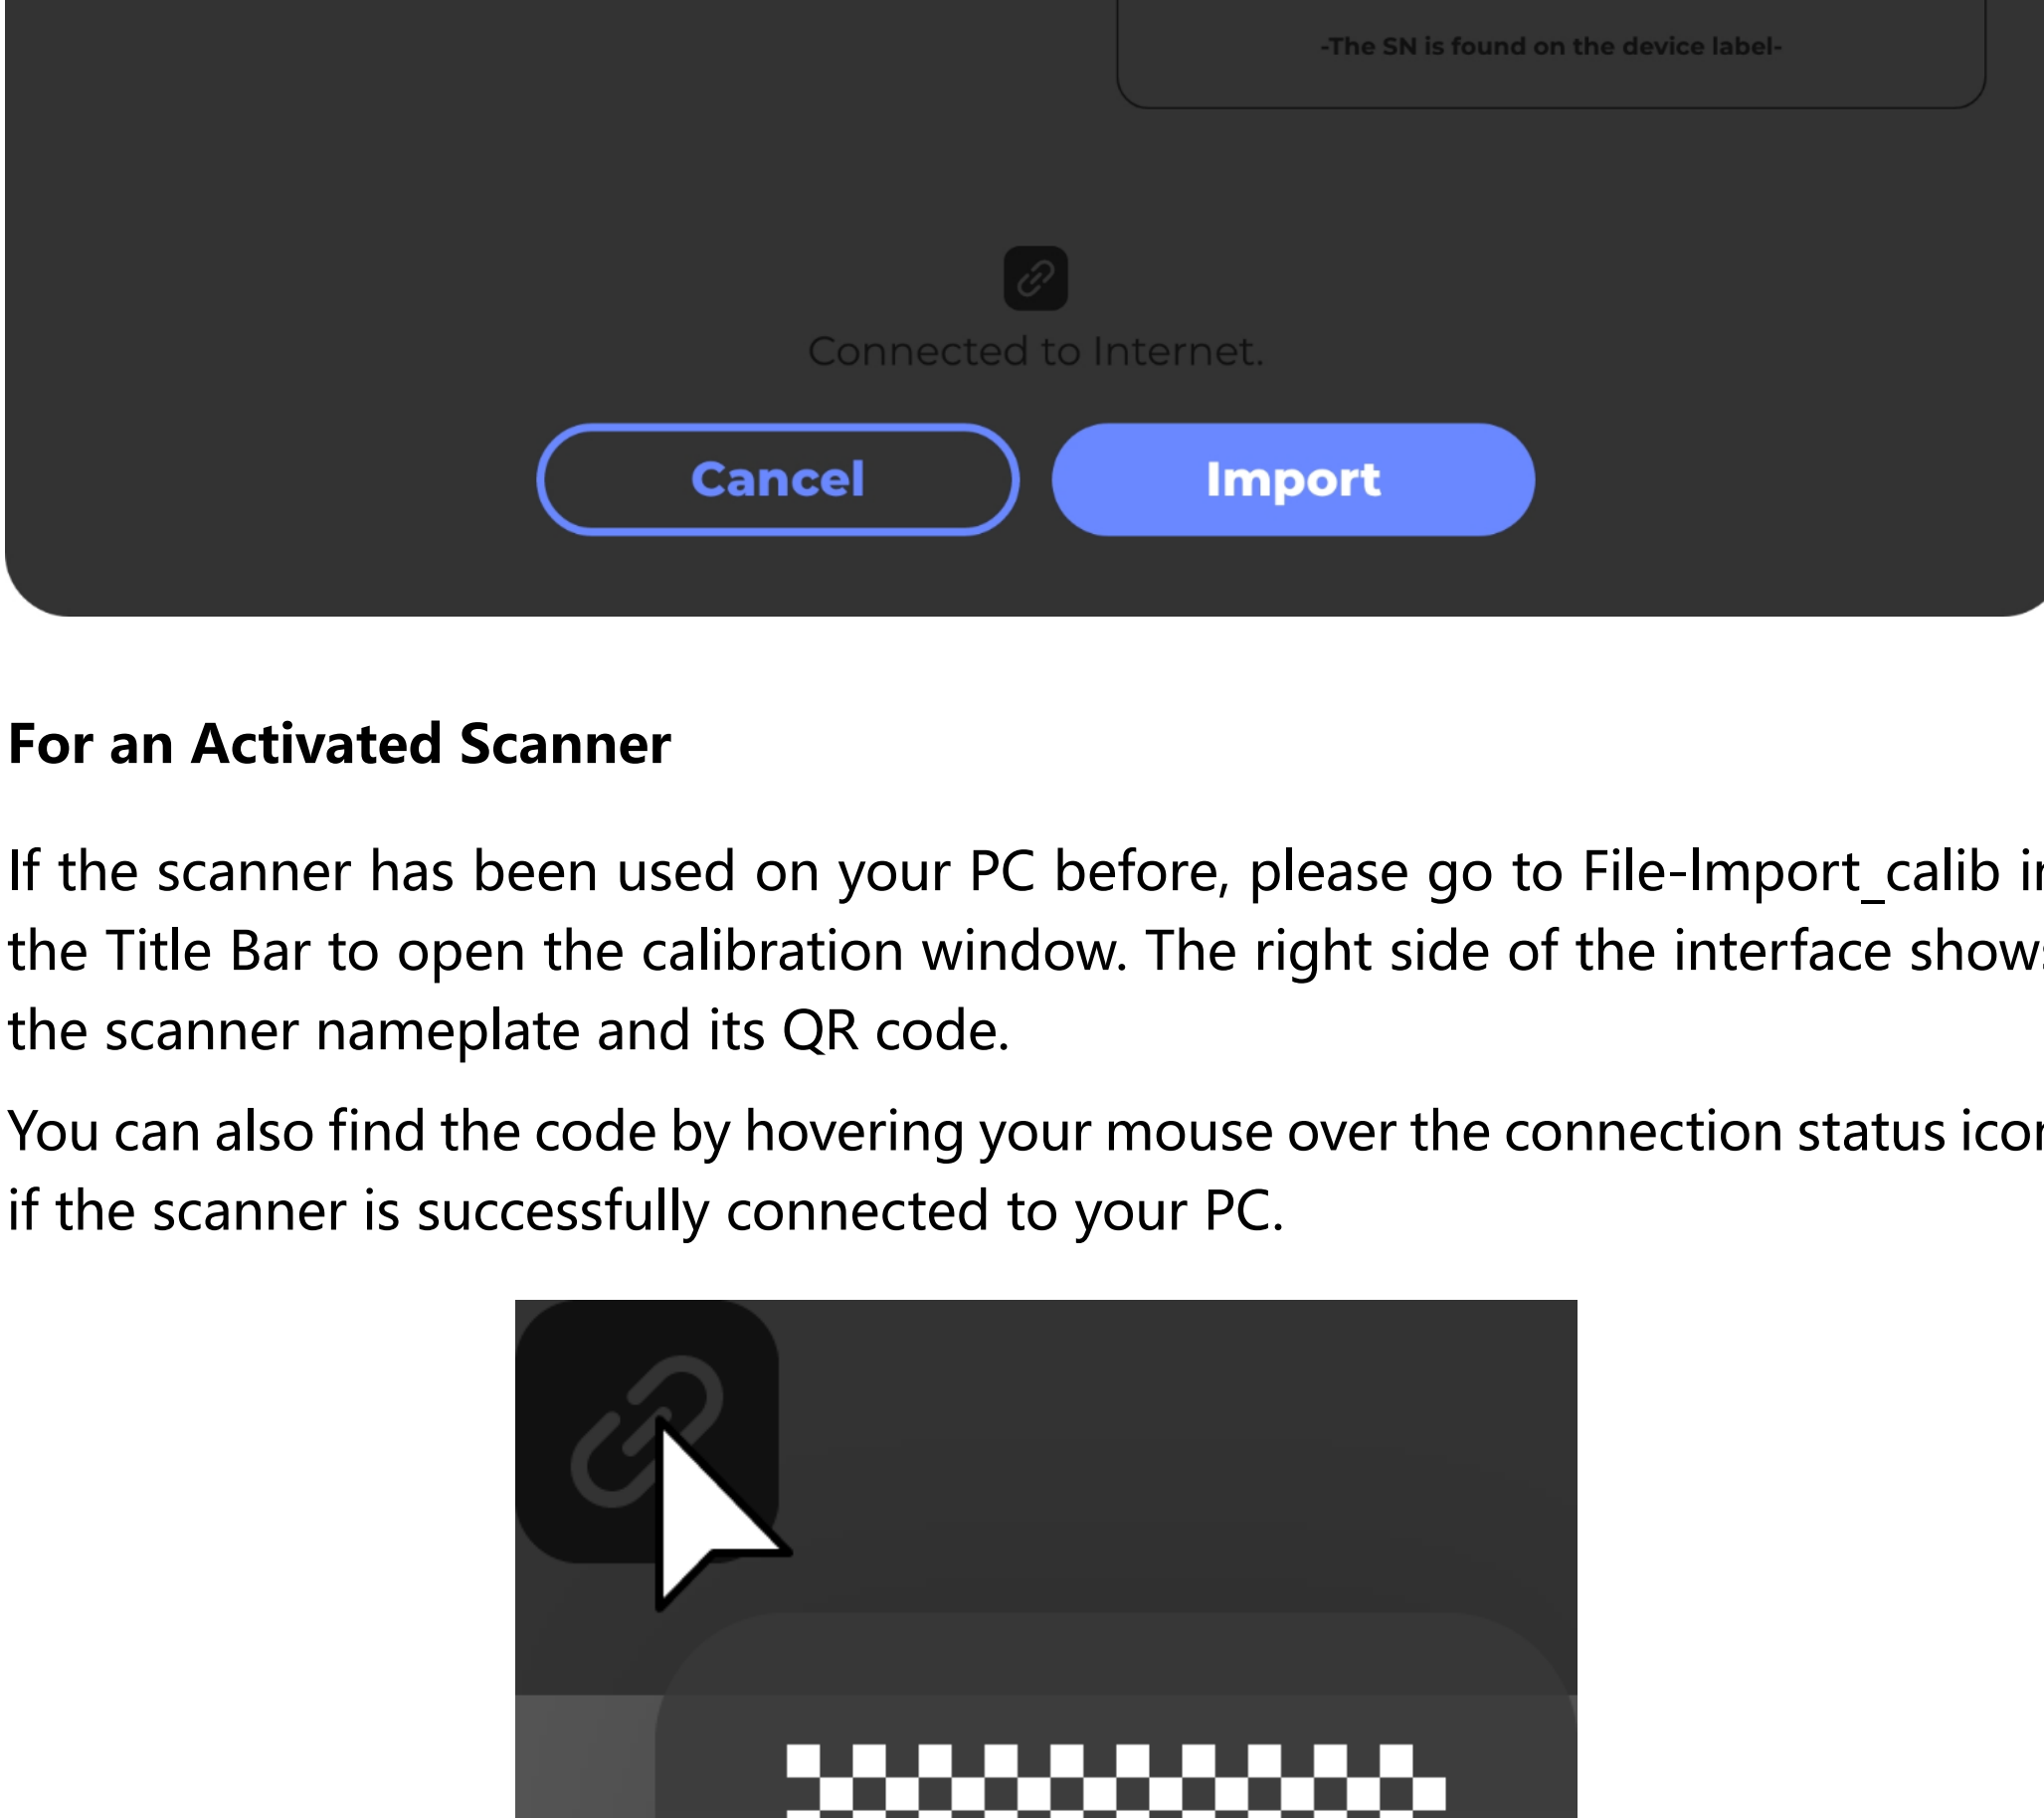 -The SN is found on the device label-
Connected to Internet.
Cancel
Import
For an Activated Scanner
If the scanner has been used on your PC before, please go to File-Import_calib in
the Title Bar to open the calibration window. The right side of the interface shows
the scanner nameplate and its QR code.
You can also find the code by hovering your mouse over the connection status icon
if the scanner is successfully connected to your PC.